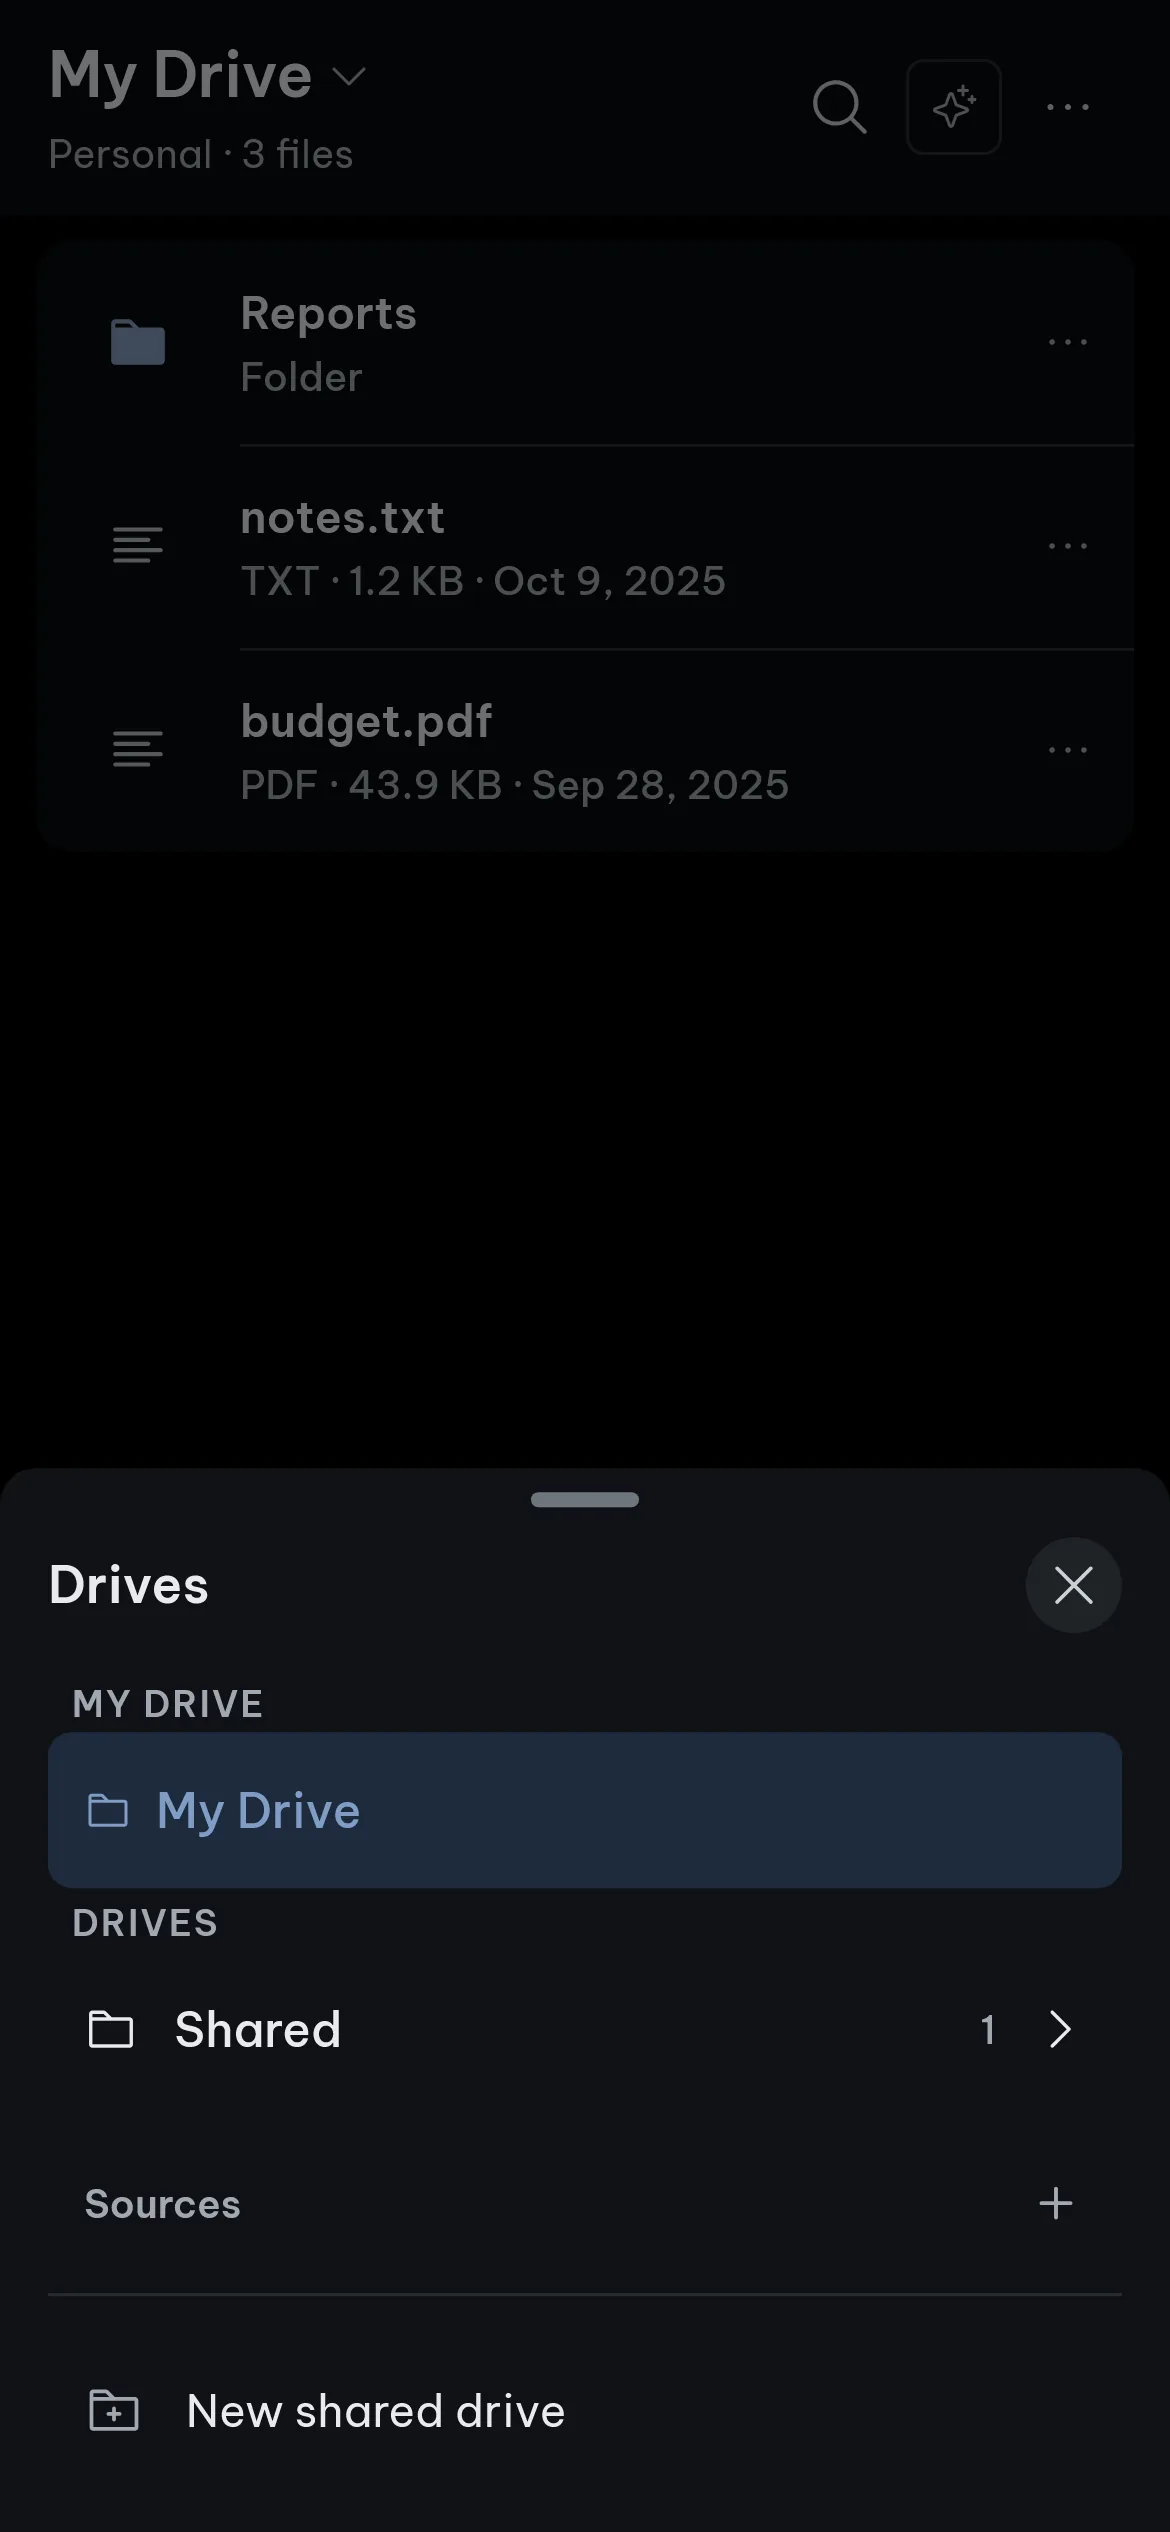 My Drive
Personal · 3 files
Reports
Folder
notes.txt
TXT · 1.2 KB · Oct 9, 2025
budget.pdf
PDF · 43.9 KB · Sep 28, 2025
Drives
MY DRIVE
My Drive
DRIVES
Shared 1
Sources
New shared drive